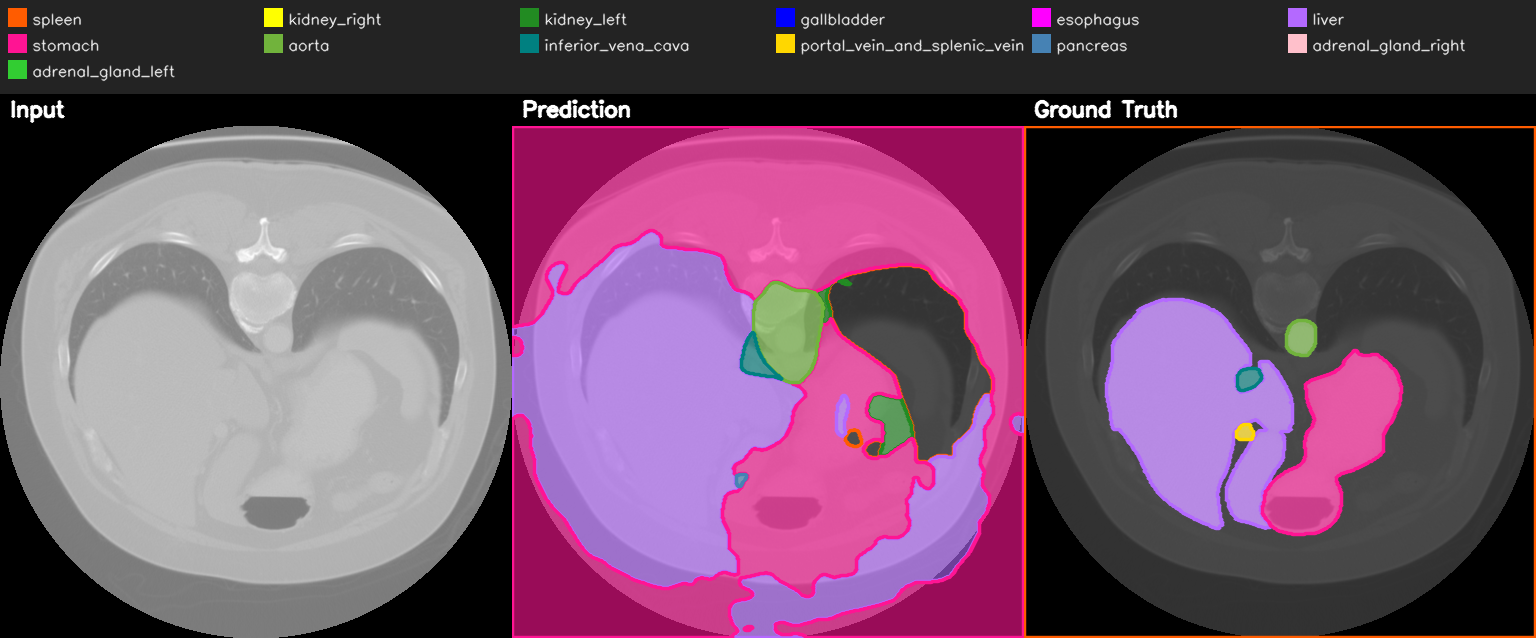 spleen kidney_right kidney_left gallbladder esophagus liver
stomach aorta inferior_vena_cava portal_vein_and_splenic_vein pancreas adrenal_gland_right
adrenal_gland_left
Input Prediction Ground Truth